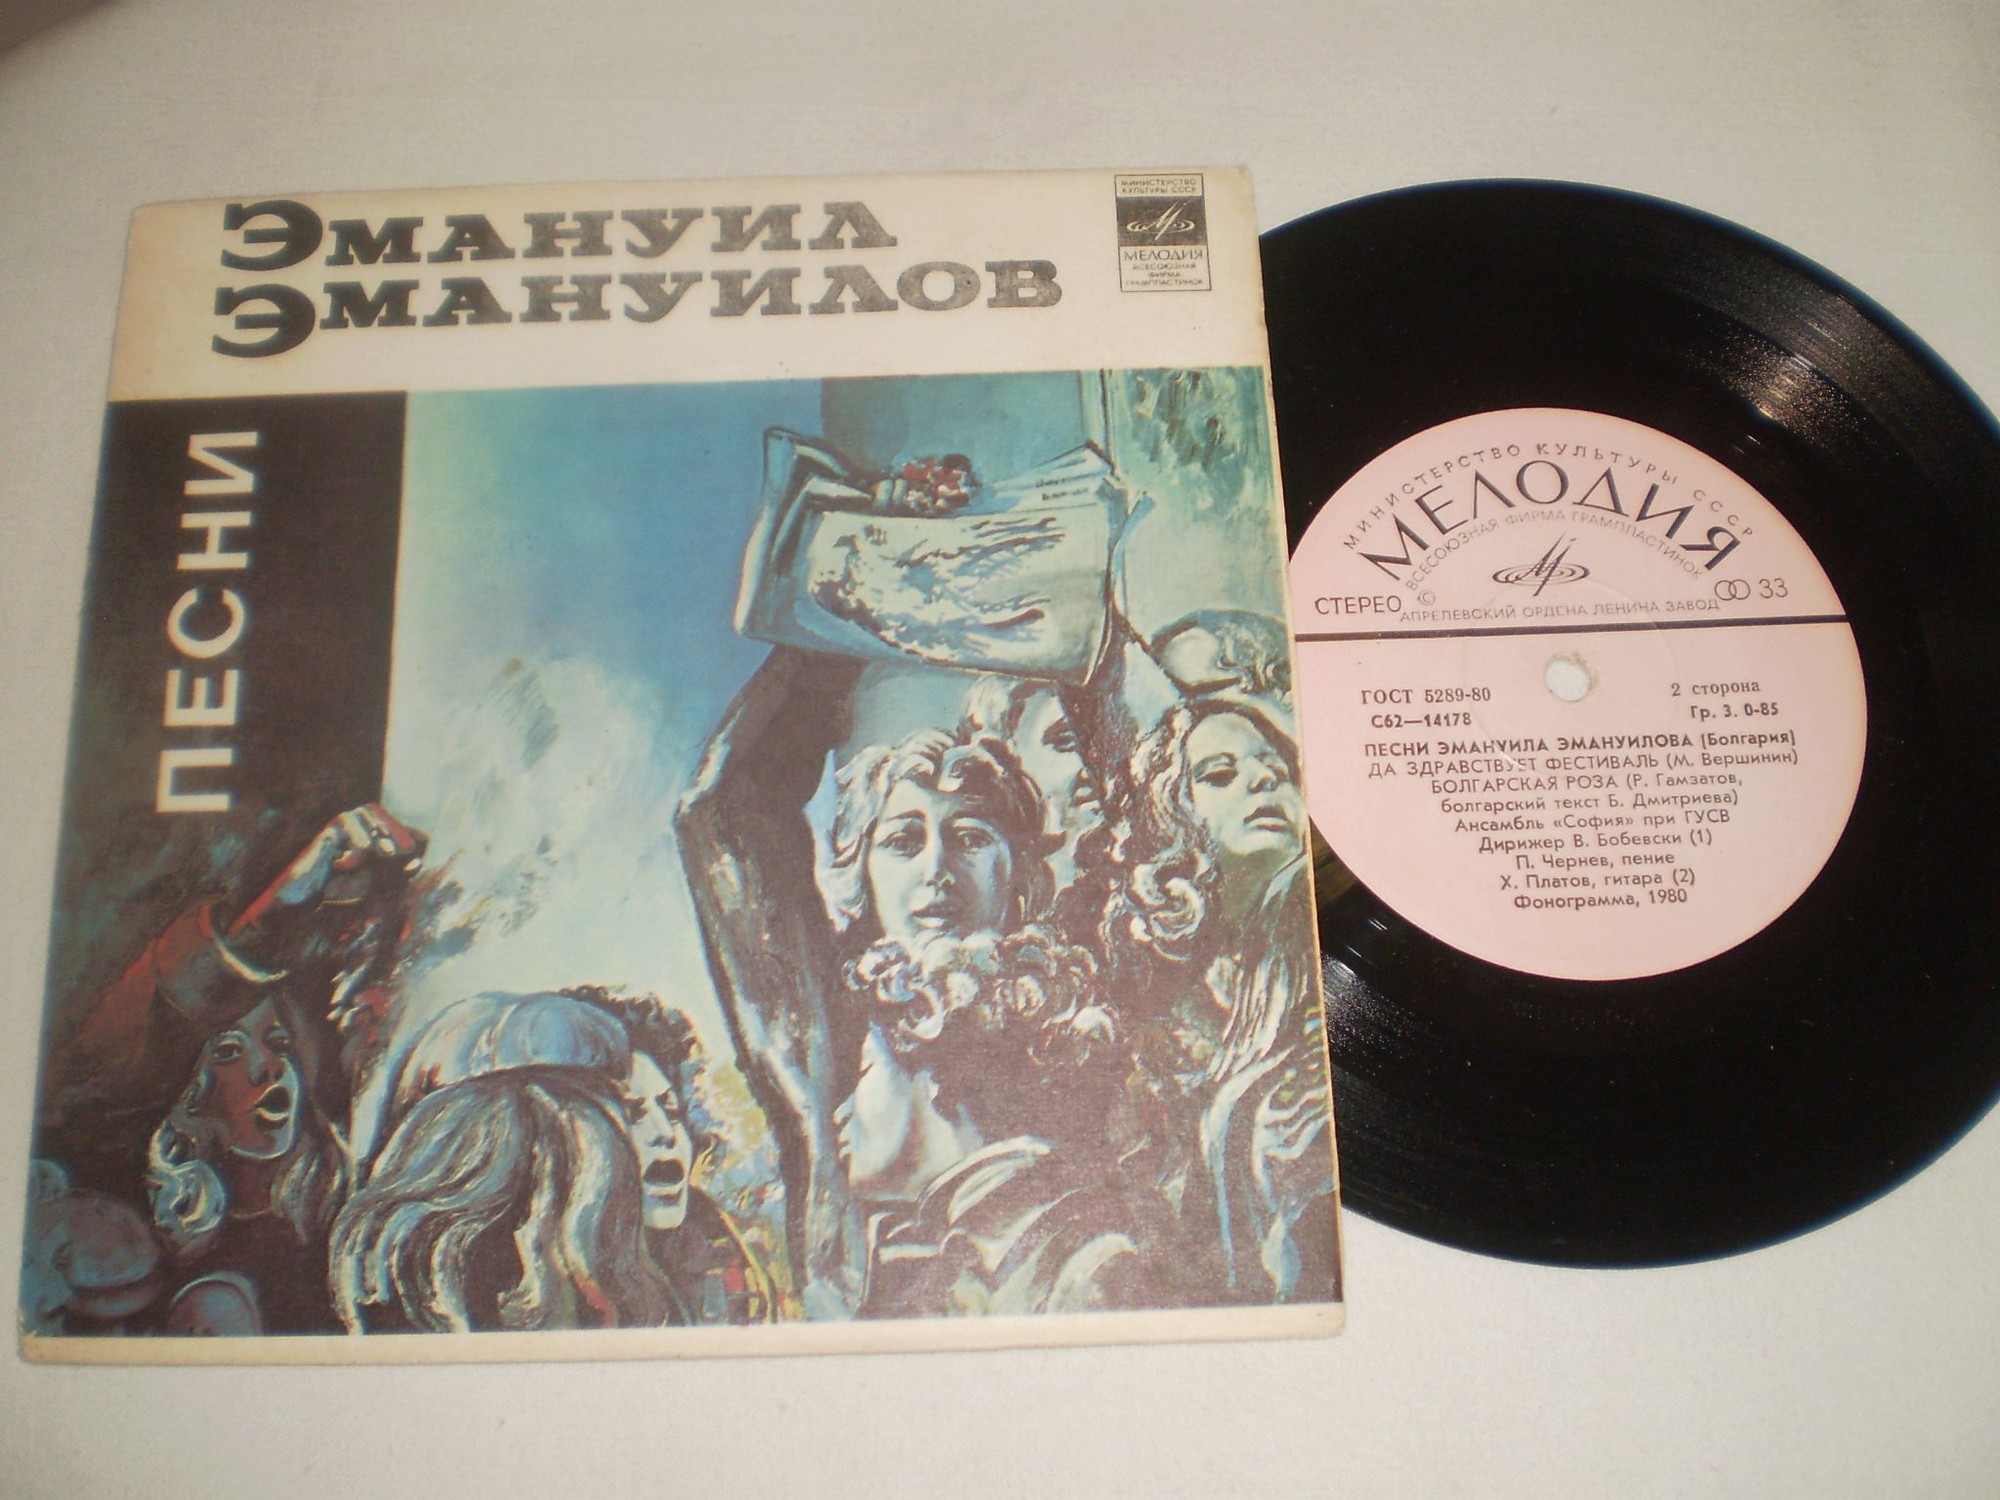 Эмануил
Эмануилов
МИНИСТЕРСТВО
КУЛЬТУРЫ СССР
МЕЛОДИЯ
ВСЕСОЮЗНАЯ
ФИРМА
ГРАМПЛАСТИНОК
ПЕСНИ
МИНИСТЕРСТВО КУЛЬТУРЫ СССР
МЕЛОДИЯ
ВСЕСОЮЗНАЯ ФИРМА ГРАМПЛАСТИНОК
СТЕРЕО © 33
АПРЕЛЕВСКИЙ ОРДЕНА ЛЕНИНА ЗАВОД
ГОСТ 5289-80 2 сторона
С62—14178 Гр. 3. 0-85
ПЕСНИ ЭМАНУИЛА ЭМАНУИЛОВА (Болгария)
ДА ЗДРАВСТВУЕТ ФЕСТИВАЛЬ (М. Вершинин)
БОЛГАРСКАЯ РОЗА (Р. Гамзатов,
болгарский текст Б. Дмитриева)
Ансамбль «София» при ГУСВ
Дирижер В. Бобевски (1)
П. Чернев, пение
Х. Платов, гитара (2)
Фонограмма, 1980